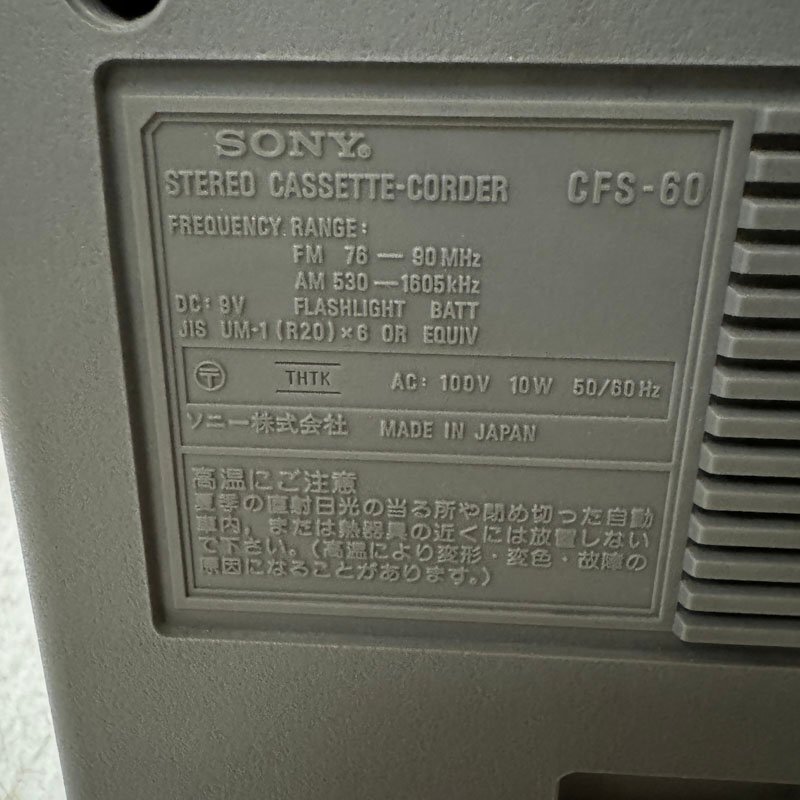 SONY®
STEREO CASSETTE-CORDER CFS-60
FREQUENCY RANGE:
FM 76 — 90MHz
AM 530 — 1605kHz
DC: 9V FLASHLIGHT BATT
JIS UM-1 (R20) × 6 OR EQUIV
〒 THTK AC: 100V 10W 50/60Hz
ソニー株式会社 MADE IN JAPAN
高温にご注意
夏季の直射日光の当る所や閉め切った自動
車内，または熱器具の近くには放置しない
で下さい。（高温により変形・変色・故障の
原因になることがあります。）